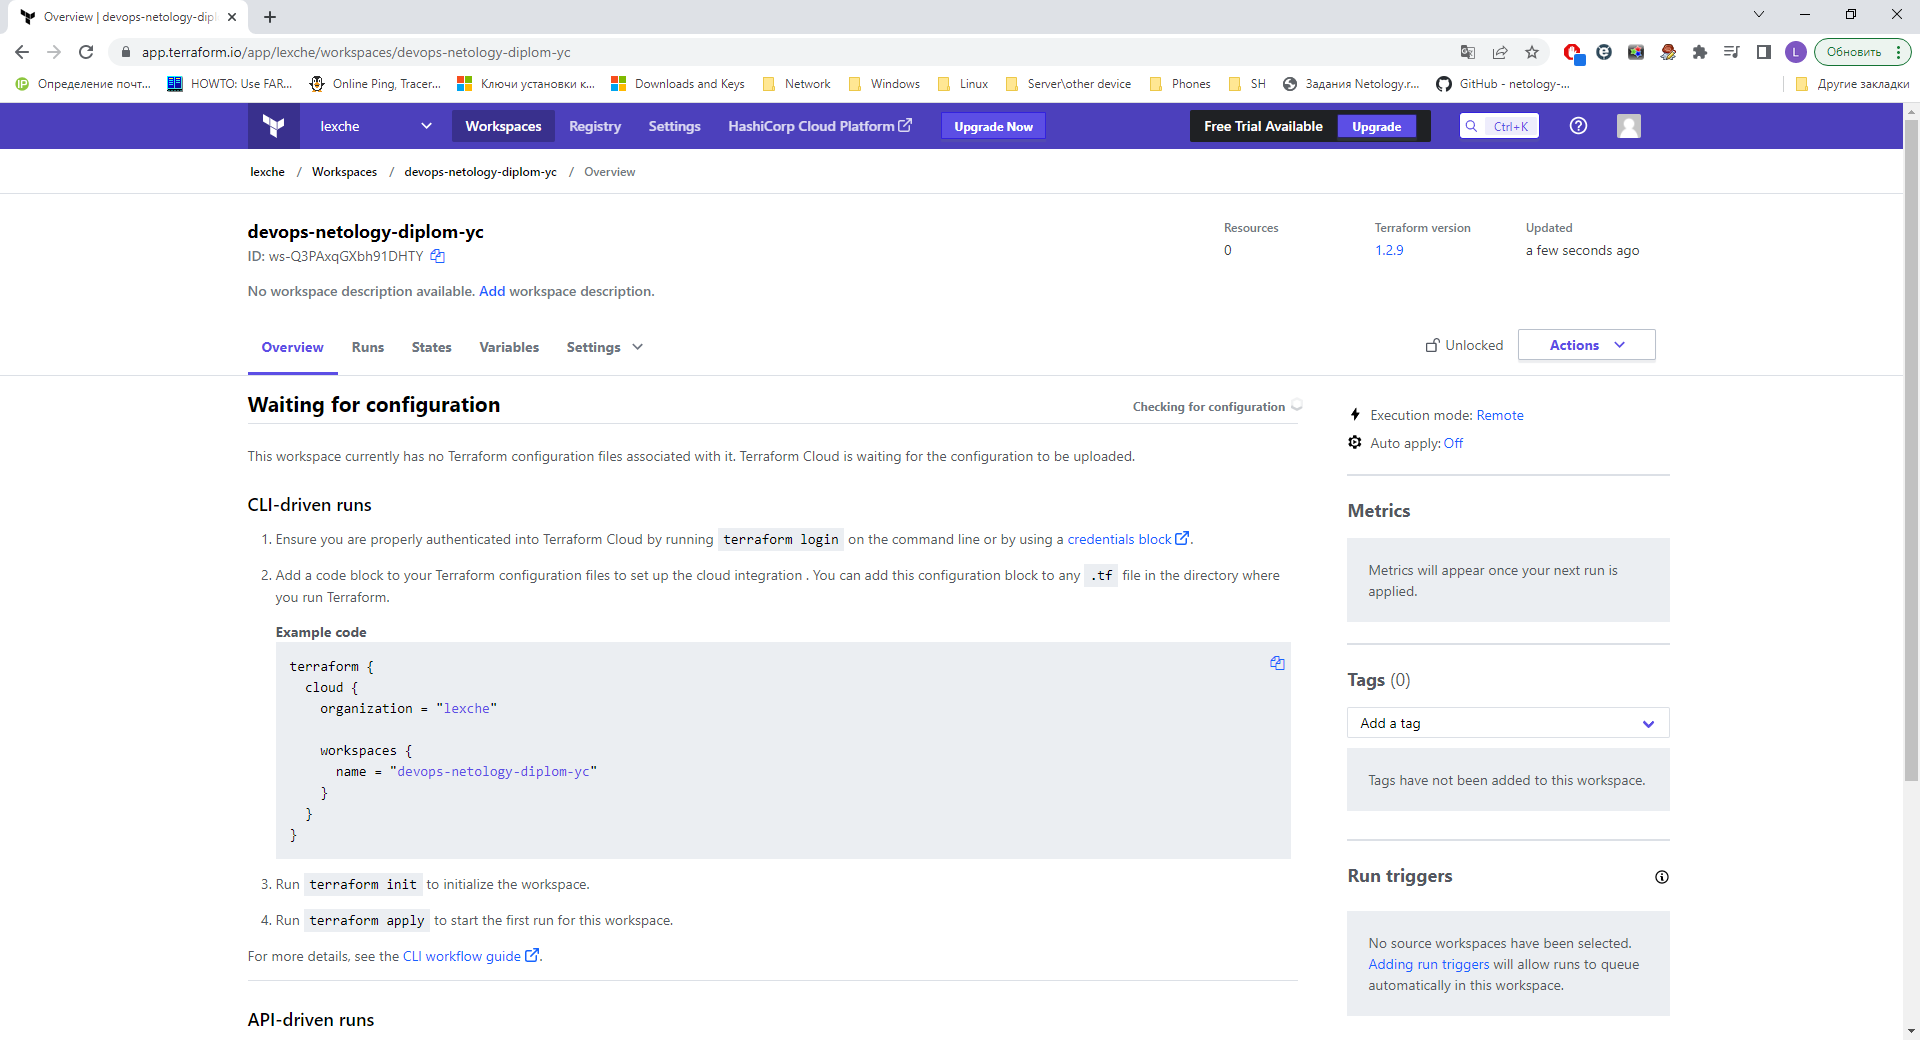 Overview | devops-netology-dipl
app.terraform.io/app/lexche/workspaces/devops-netology-diplom-yc
L
Обновить
Определение почт...
HOWTO: Use FAR...
Online Ping, Tracer...
Ключи установки к...
Downloads and Keys
Network
Windows
Linux
Server\other device
Phones
SH
Задания Netology.r...
GitHub - netology-...
Другие закладки
lexche
Workspaces
Registry
Settings
HashiCorp Cloud Platform
Upgrade Now
Free Trial Available
Upgrade
Ctrl+K
lexche / Workspaces / devops-netology-diplom-yc / Overview
devops-netology-diplom-yc
ID: ws-Q3PAxqGXbh91DHTY
No workspace description available. Add workspace description.
Resources
0
Terraform version
1.2.9
Updated
a few seconds ago
Overview
Runs
States
Variables
Settings
Unlocked
Actions
Waiting for configuration
Checking for configuration
This workspace currently has no Terraform configuration files associated with it. Terraform Cloud is waiting for the configuration to be uploaded.
CLI-driven runs
1. Ensure you are properly authenticated into Terraform Cloud by running terraform login on the command line or by using a credentials block.
2. Add a code block to your Terraform configuration files to set up the cloud integration . You can add this configuration block to any .tf file in the directory where
you run Terraform.
Example code
terraform {
cloud {
organization = "lexche"
workspaces {
name = "devops-netology-diplom-yc"
}
}
}
3. Run terraform init to initialize the workspace.
4. Run terraform apply to start the first run for this workspace.
For more details, see the CLI workflow guide.
API-driven runs
Execution mode: Remote
Auto apply: Off
Metrics
Metrics will appear once your next run is
applied.
Tags (0)
Add a tag
Tags have not been added to this workspace.
Run triggers
No source workspaces have been selected.
Adding run triggers will allow runs to queue
automatically in this workspace.